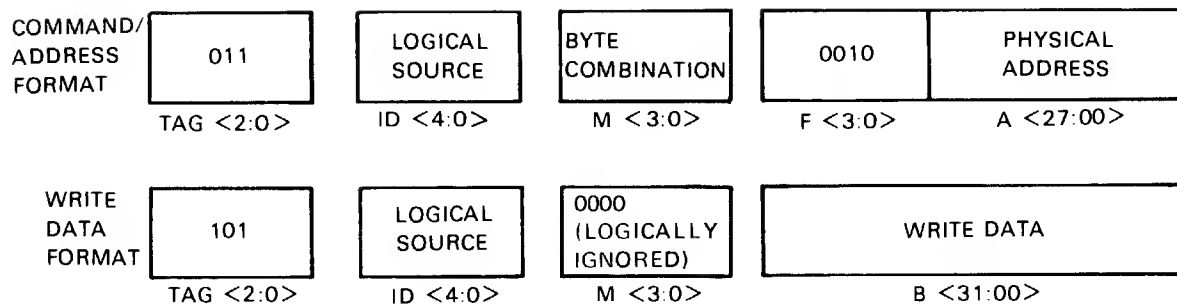 COMMAND/
ADDRESS
FORMAT
011
LOGICAL
SOURCE
BYTE
COMBINATION
0010
PHYSICAL
ADDRESS
TAG <2:0>
ID <4:0>
M <3:0>
F <3:0>
A <27:00>
WRITE
DATA
FORMAT
101
LOGICAL
SOURCE
0000
(LOGICALLY
IGNORED)
WRITE DATA
TAG <2:0>
ID <4:0>
M <3:0>
B <31:00>